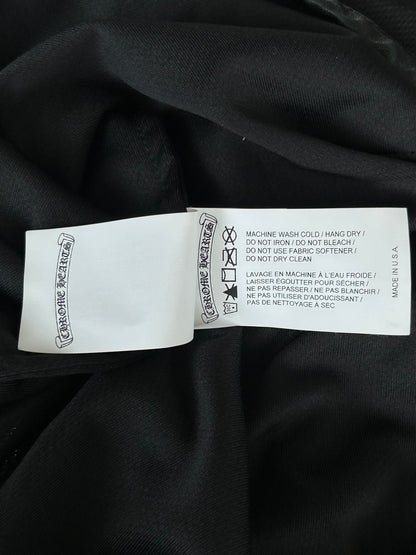 CHROME HEARTS
CHROME HEARTS
MACHINE WASH COLD / HANG DRY /
DO NOT IRON / DO NOT BLEACH /
DO NOT USE FABRIC SOFTENER /
DO NOT DRY CLEAN
LAVAGE EN MACHINE À L'EAU FROIDE /
LAISSER ÉGOUTTER POUR SÉCHER /
NE PAS REPASSER / NE PAS BLANCHIR /
NE PAS UTILISER D'ADOUCISSANT /
PAS DE NETTOYAGE À SEC
MADE IN U.S.A.